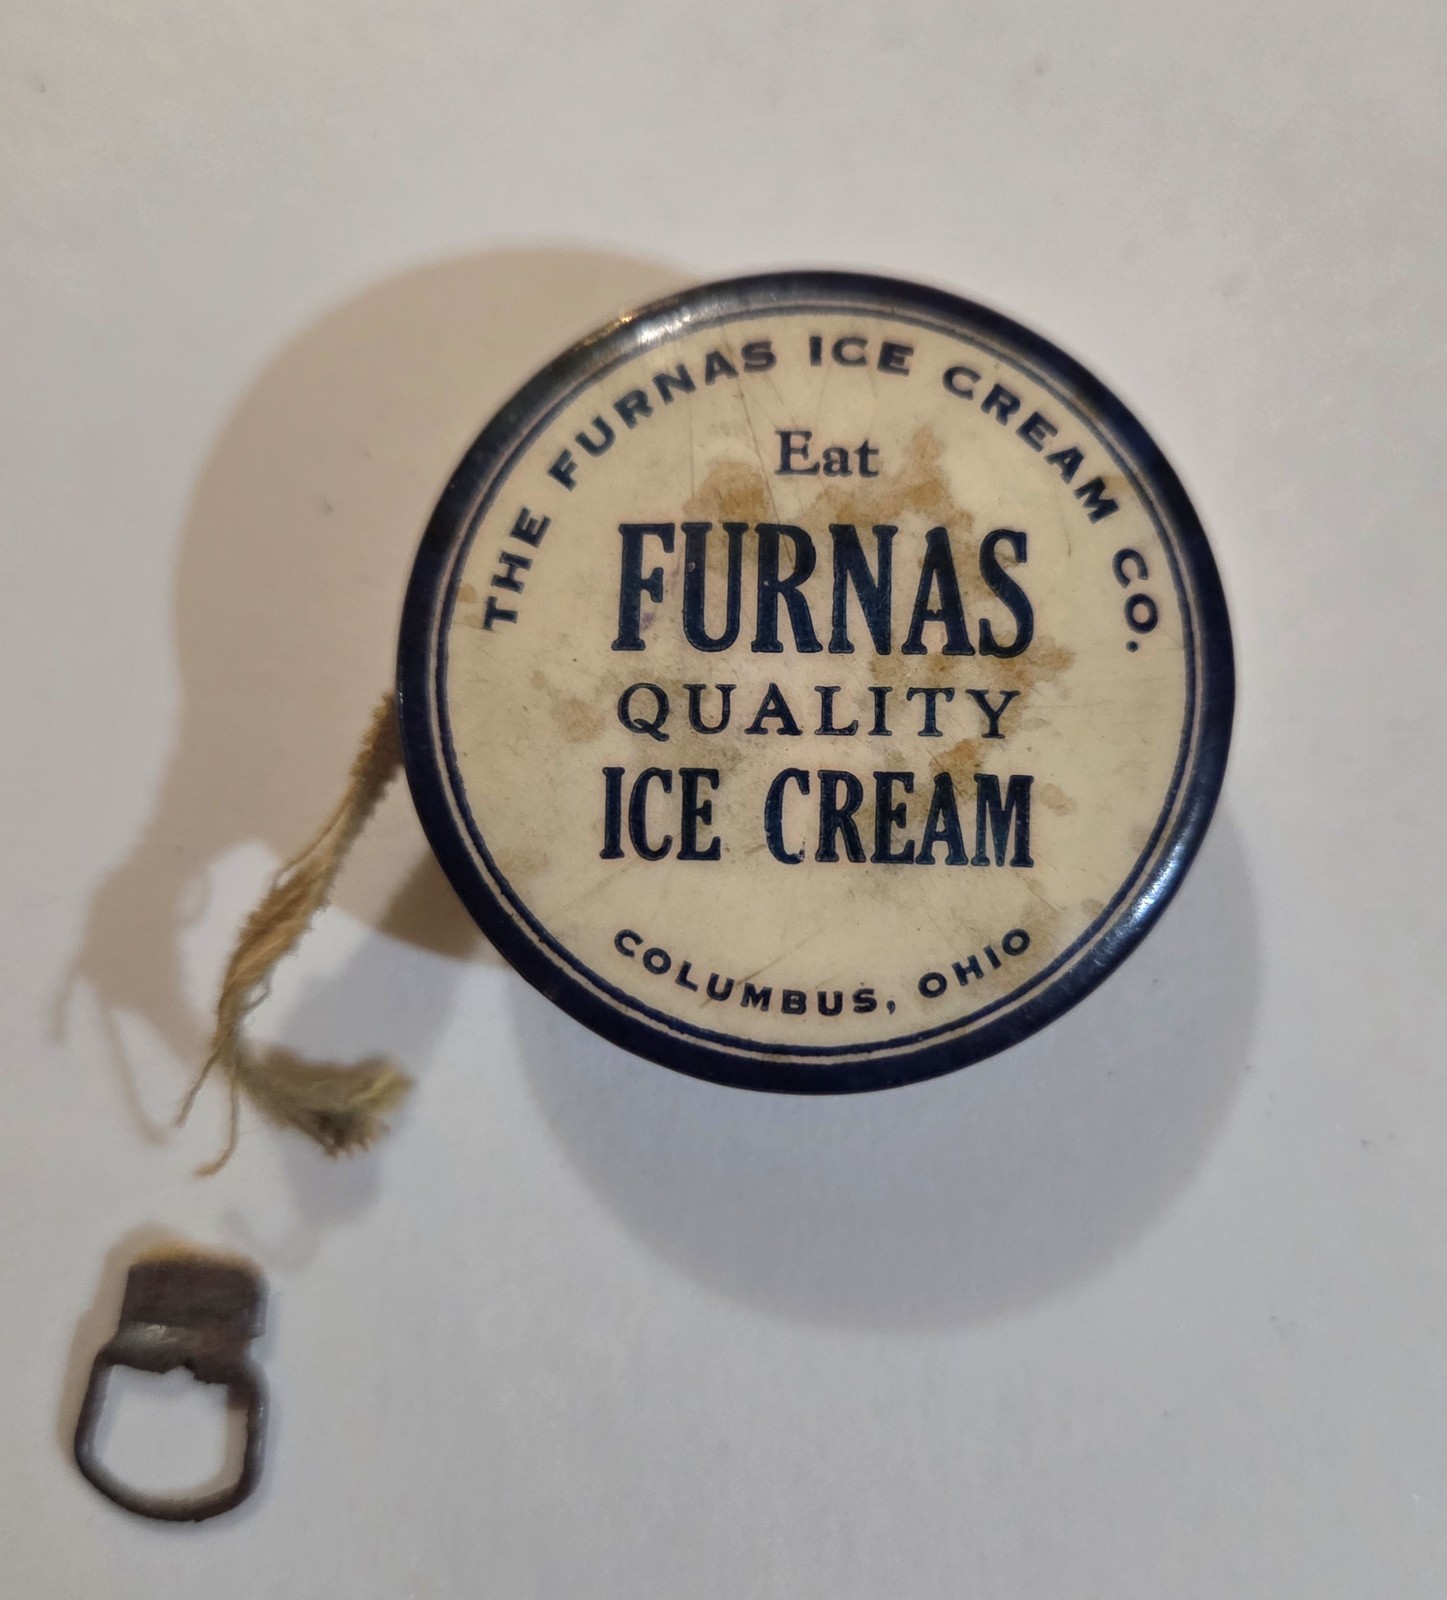 THE FURNAS ICE CREAM CO.
Eat
FURNAS
QUALITY
ICE CREAM
COLUMBUS, OHIO